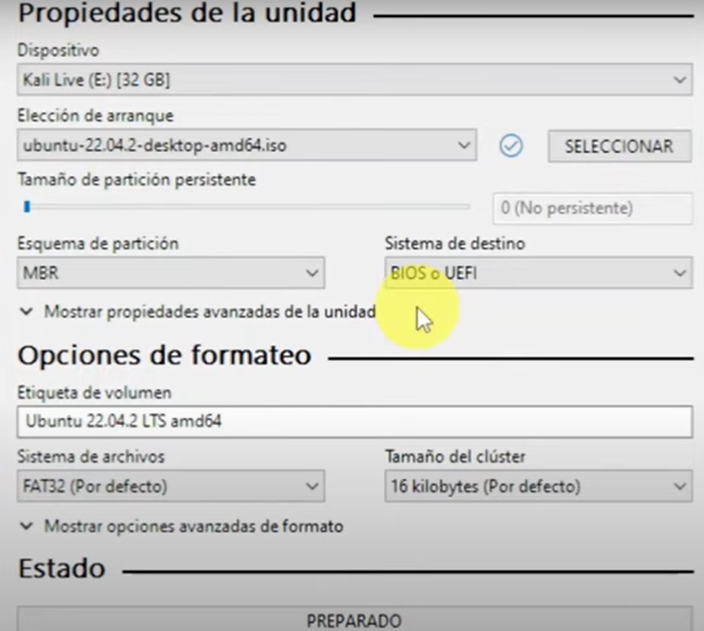 Propiedades de la unidad
Dispositivo
Kali Live (E:) [32 GB]
Elección de arranque
ubuntu-22.04.2-desktop-amd64.iso
SELECCIONAR
Tamaño de partición persistente
0 (No persistente)
Esquema de partición
Sistema de destino
MBR
BIOS o UEFI
Mostrar propiedades avanzadas de la unidad
Opciones de formateo
Etiqueta de volumen
Ubuntu 22.04.2 LTS amd64
Sistema de archivos
Tamaño del clúster
FAT32 (Por defecto)
16 kilobytes (Por defecto)
Mostrar opciones avanzadas de formato
Estado
PREPARADO